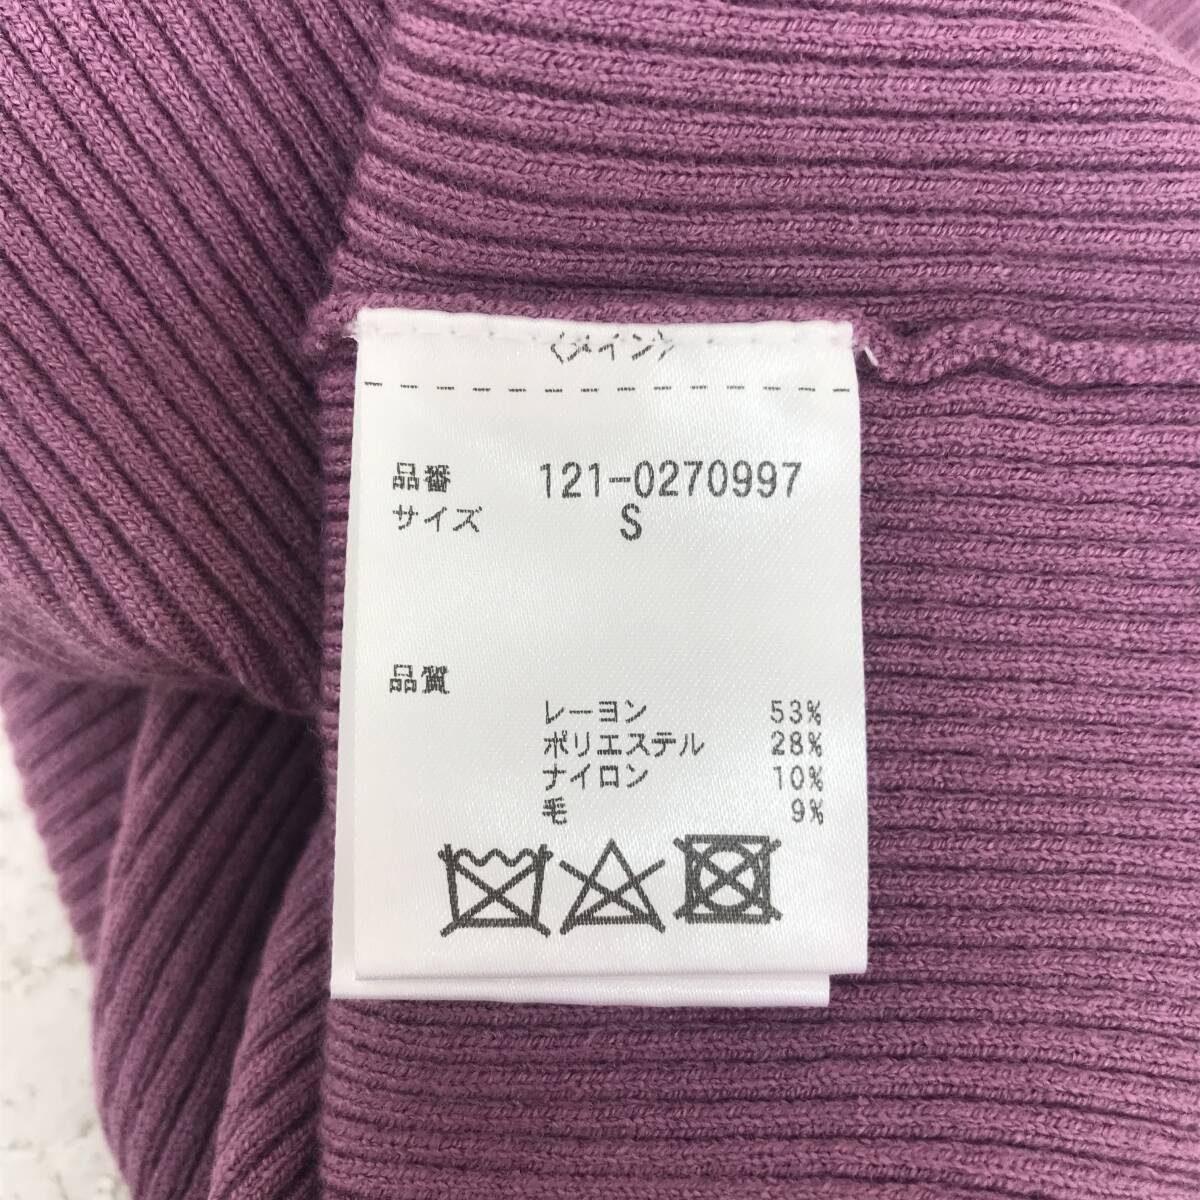 〈メイン〉
品番 121-0270997
サイズ S
品質
レーヨン 53%
ポリエステル 28%
ナイロン 10%
毛 9%